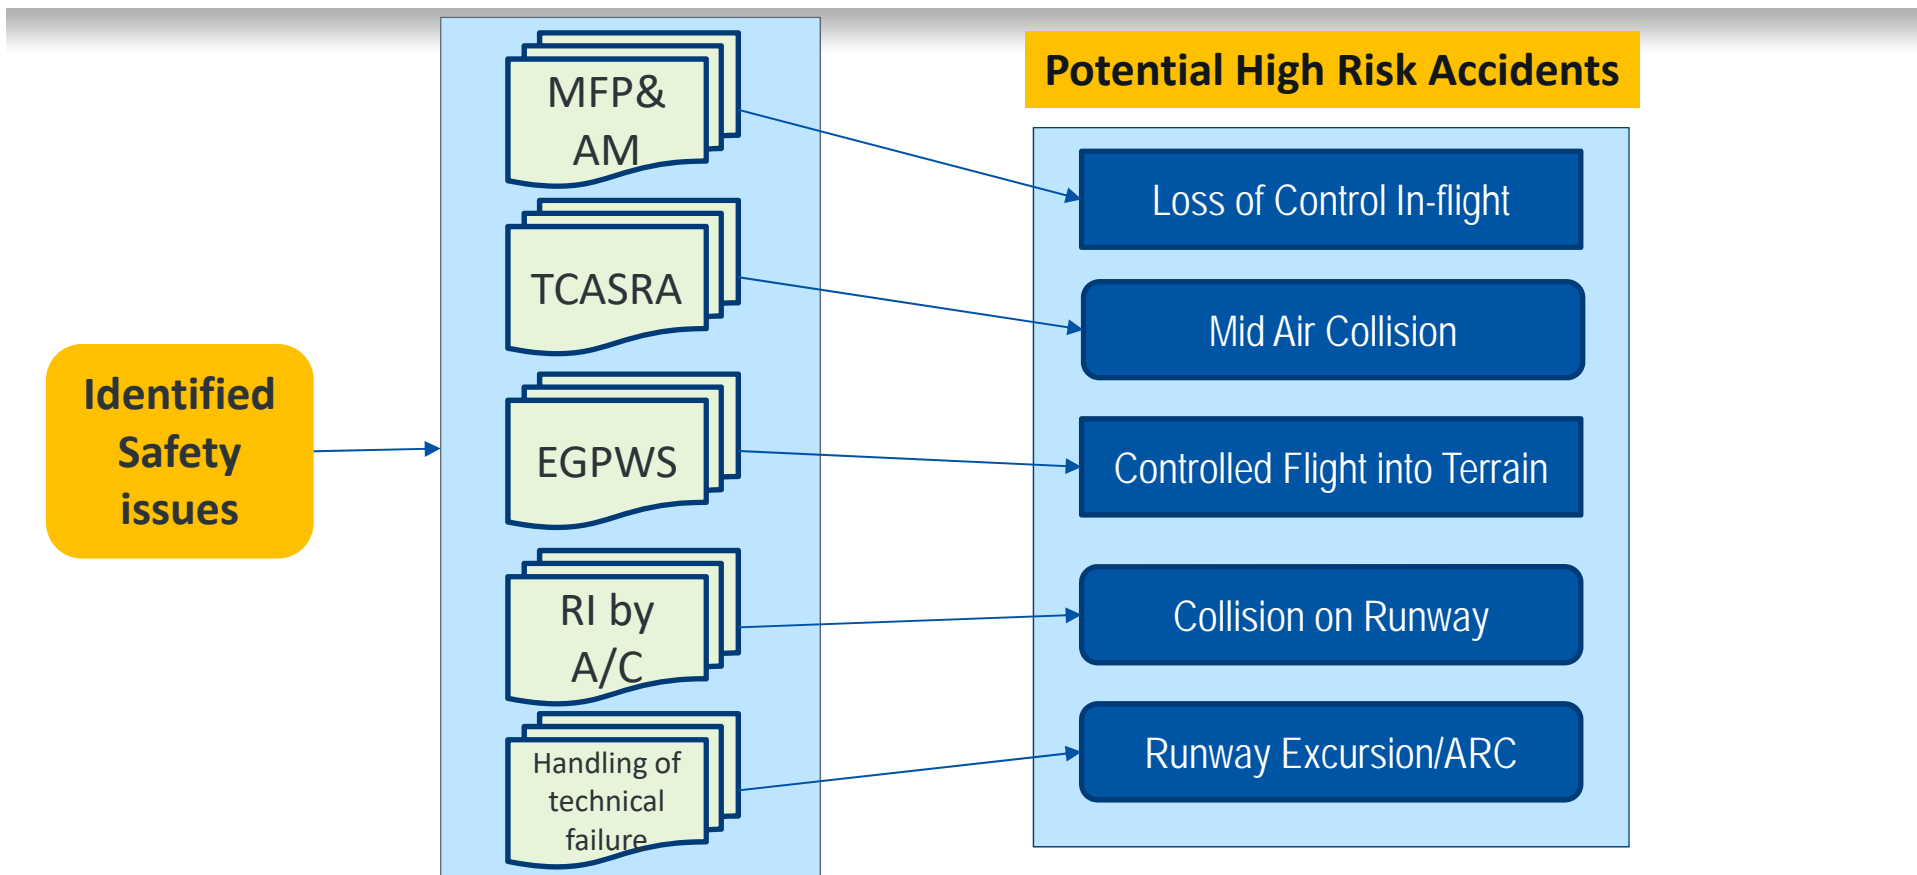 Potential High Risk Accidents
Identified
Safety
issues
MFP&
AM
TCASRA
EGPWS
RI by
A/C
Handling of
technical
failure
Loss of Control In-flight
Mid Air Collision
Controlled Flight into Terrain
Collision on Runway
Runway Excursion/ARC